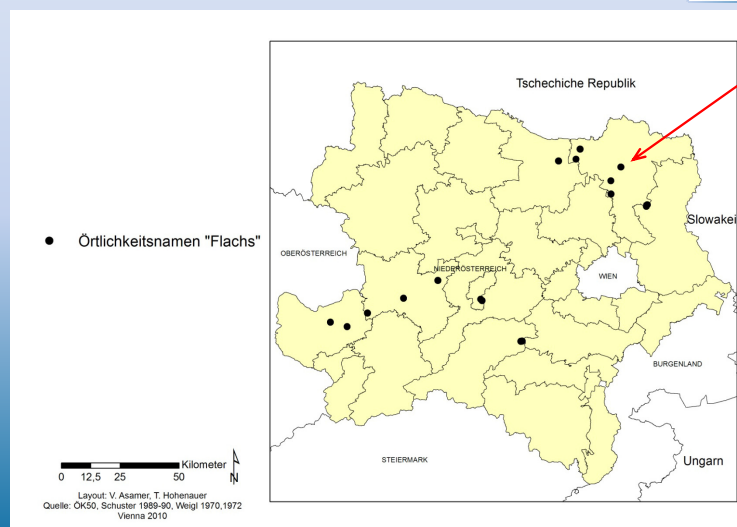 Tschechiche Republik
Slowakei
Örtlichkeitsnamen "Flachs"
OBERÖSTERREICH
NIEDERÖSTERREICH
WIEN
BURGENLAND
STEIERMARK
Ungarn
Kilometer
0 12,5 25 50
N
Layout: V. Asamer, T. Hohenauer
Quelle: ÖK50, Schuster 1989-90, Weigl 1970,1972
Vienna 2010